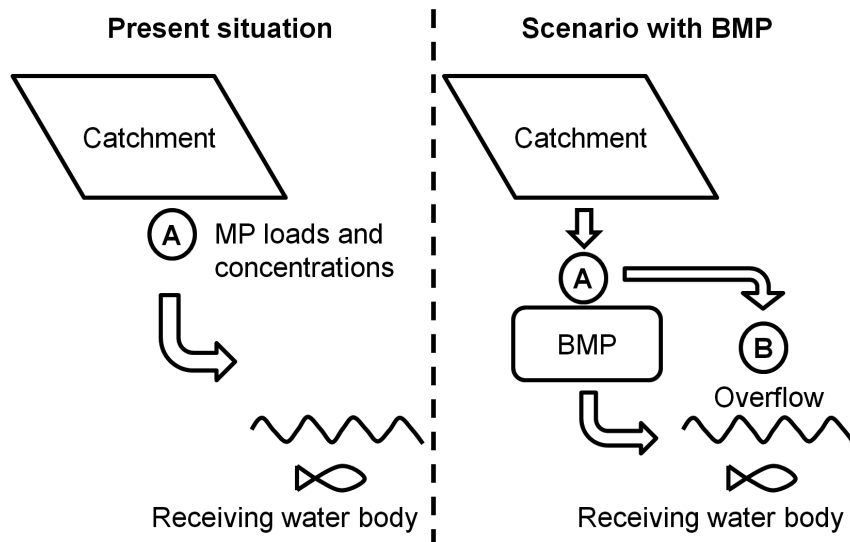 Present situation
Catchment
A
MP loads and
concentrations
Receiving water body
Scenario with BMP
Catchment
A
BMP
B
Overflow
Receiving water body